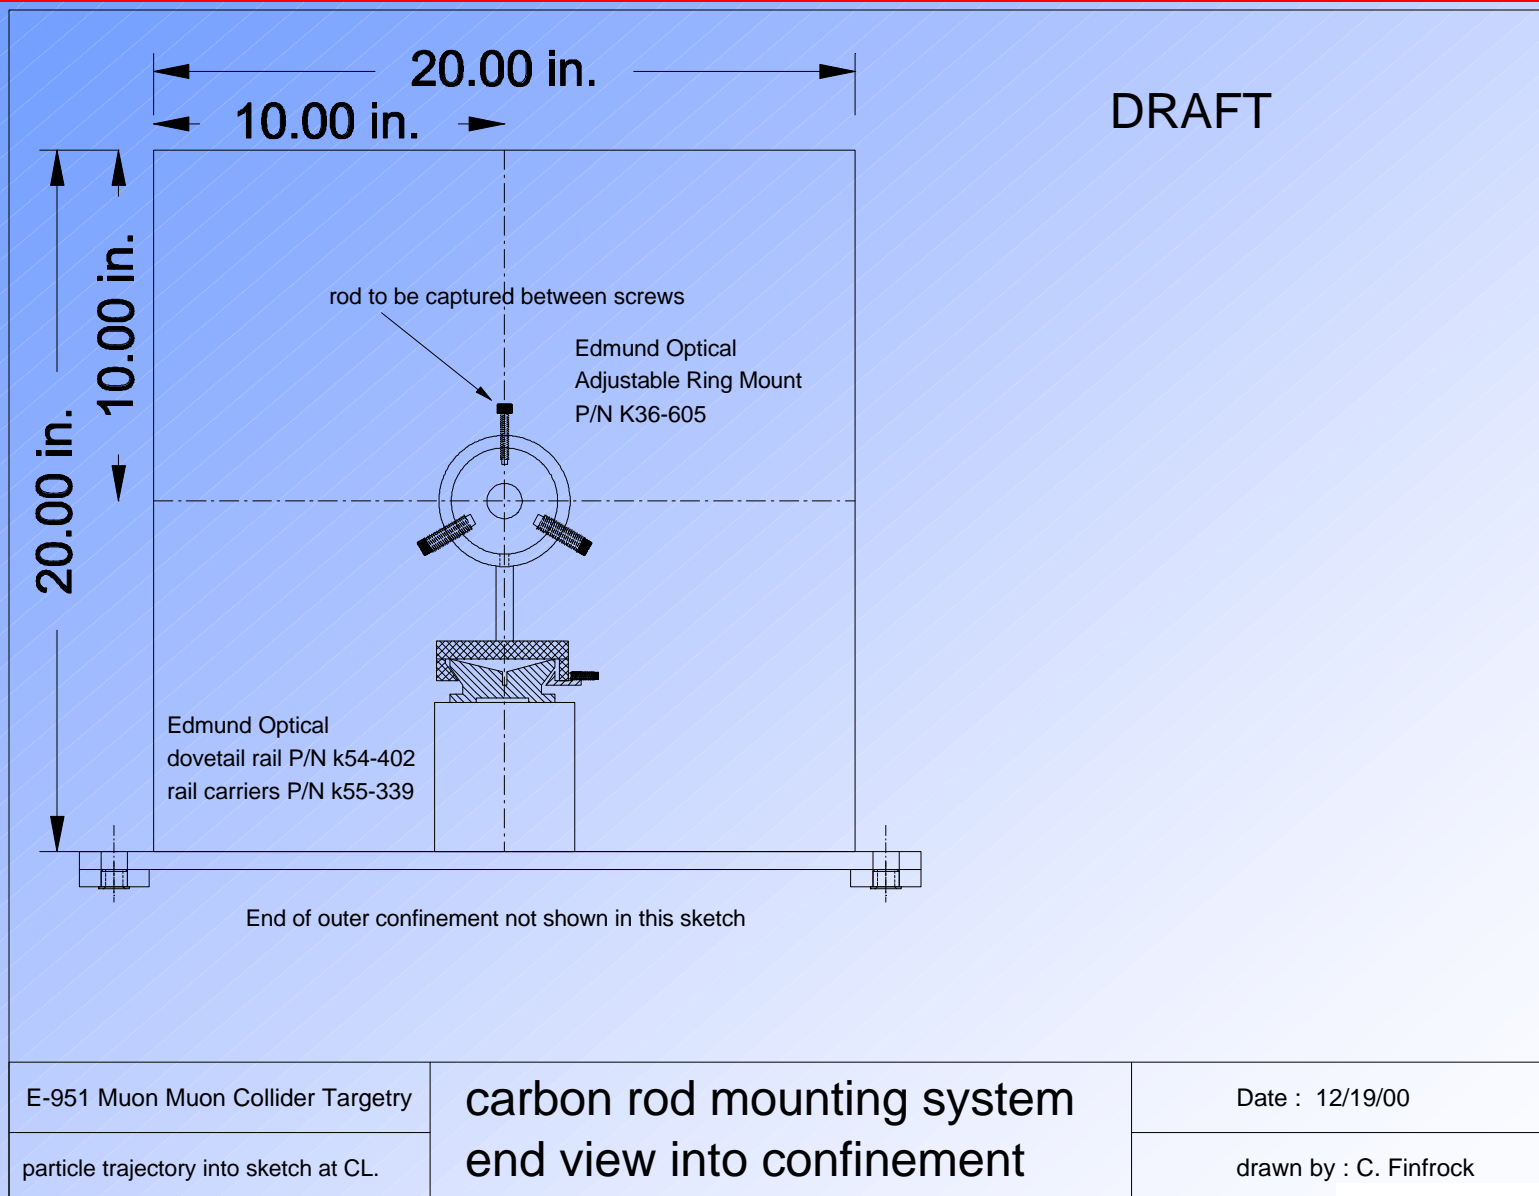 20.00 in.
10.00 in.
DRAFT
10.00 in.
20.00 in.
rod to be captured between screws
Edmund Optical
Adjustable Ring Mount
P/N K36-605
Edmund Optical
dovetail rail P/N k54-402
rail carriers P/N k55-339
End of outer confinement not shown in this sketch
E-951 Muon Muon Collider Targetry
particle trajectory into sketch at CL.
carbon rod mounting system
end view into confinement
Date : 12/19/00
drawn by : C. Finfrock